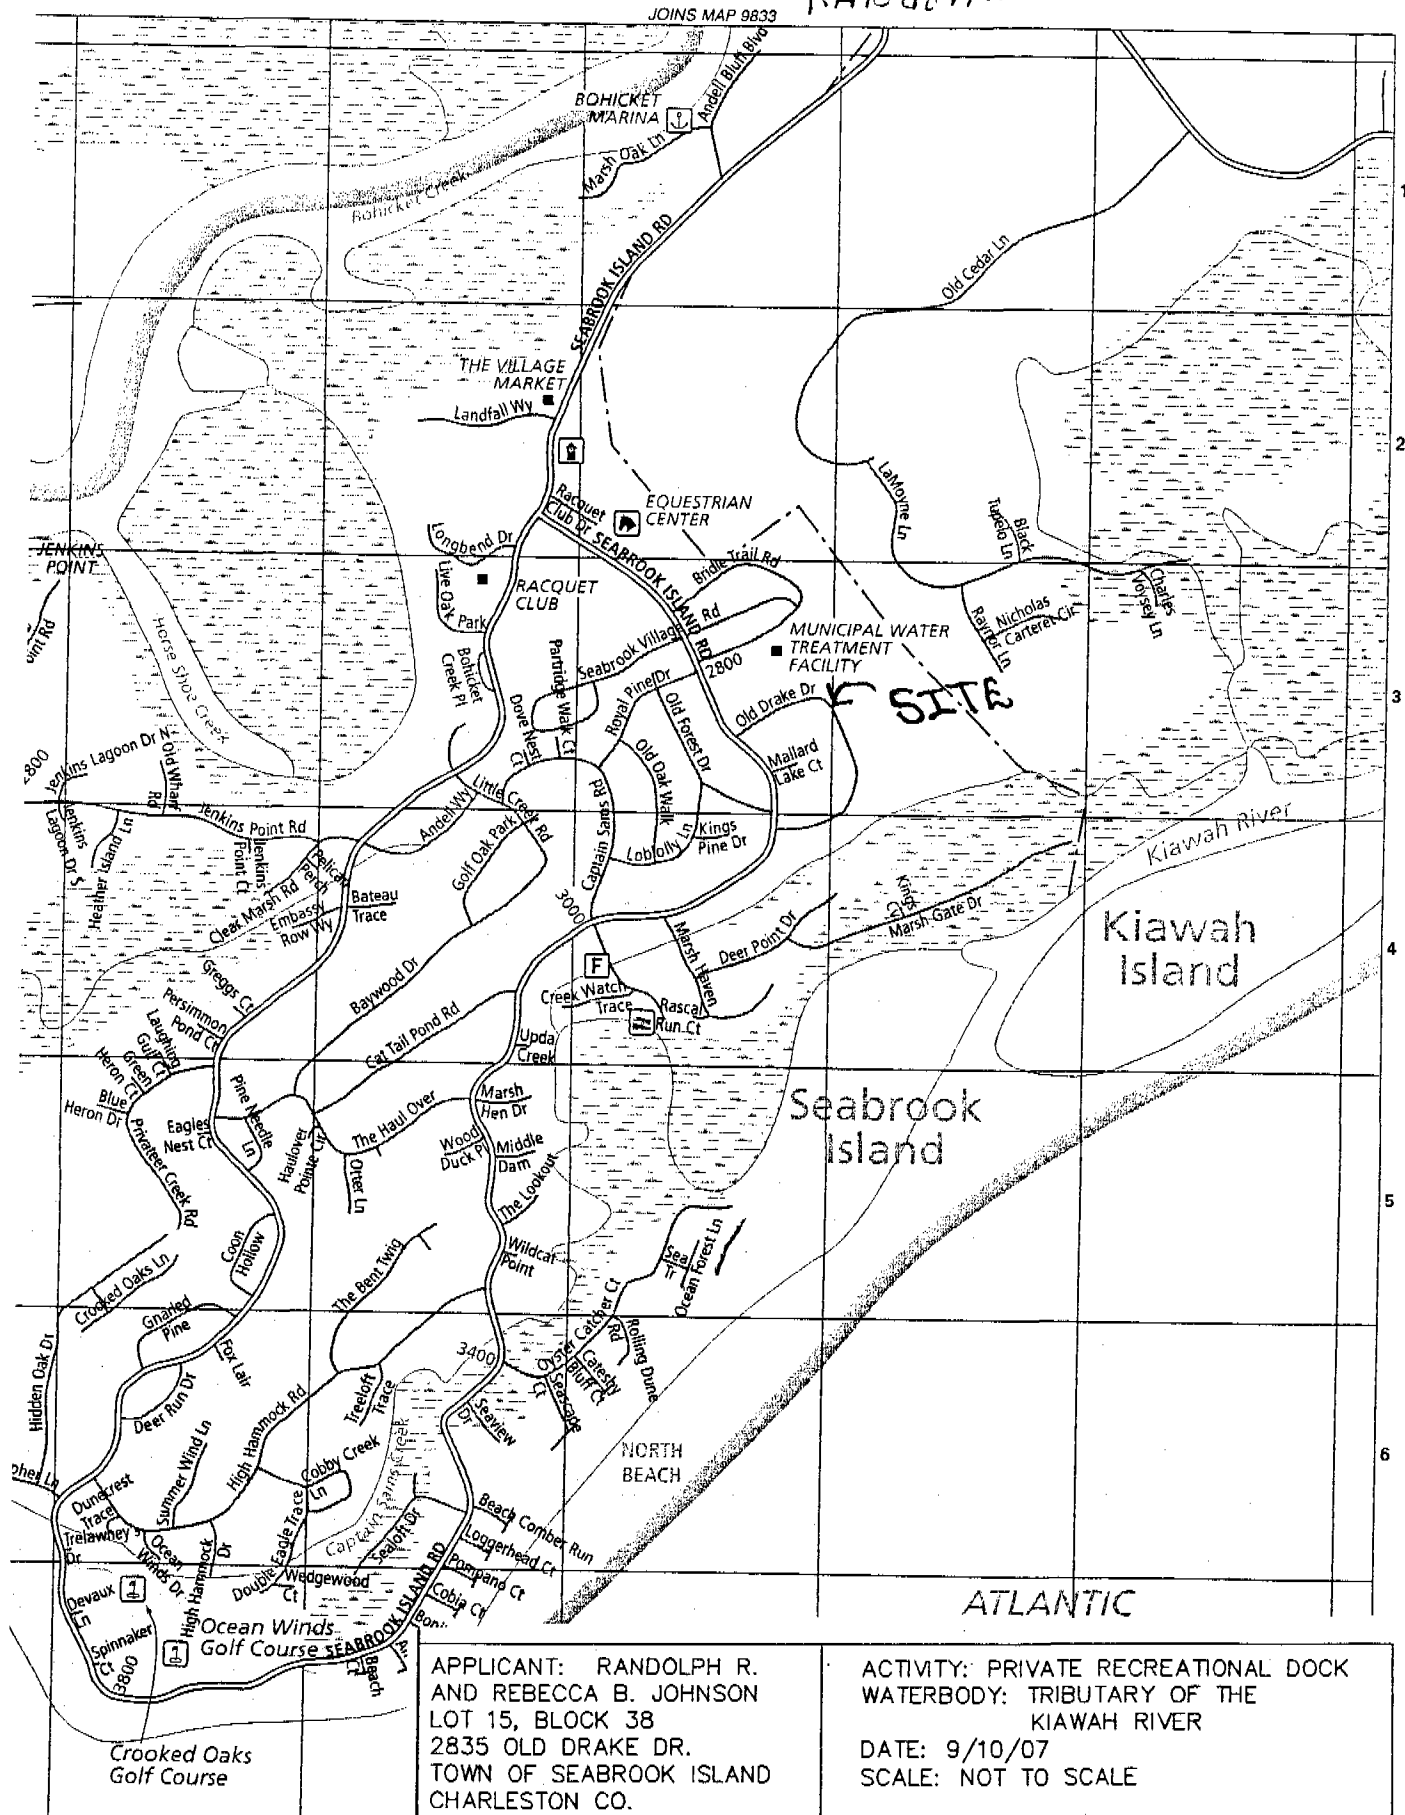 JOINS MAP 9833
BOHICKET
MARINA
Andell Bluff Blvd
Marsh Oak Ln
Bohicket Creek
1
SEABROOK ISLAND RD
Old Cedar Ln
THE VILLAGE
MARKET
Landfall Wy
2
LaMoyne Ln
Racquet
Club Dr
EQUESTRIAN
CENTER
Black
Tupelo Ln
Longbend Dr
SEABROOK ISLAND RD
JENKINS
POINT
Bridle Trail Rd
Live Oak
Park
RACQUET
CLUB
Charles
Voysey Ln
Nicholas
Carteret Cir
Raynor Ln
oint Rd
Horse Shoe Creek
Seabrook Village Rd
MUNICIPAL WATER
TREATMENT
FACILITY
2800
Bohicket
Creek Pl
Partridge
Walk Ct
Dove Nest
Ct
Royal Pine Dr
Old Forest Dr
Old Drake Dr
SITE
3
Old Oak Walk
Mallard
Lake Ct
2800
Jenkins Lagoon Dr N
Old Wharf
Rd
Jenkins
Lagoon Dr S
Heather Island Ln
Jenkins Point Rd
Jenkins
Point Ct
Andell Wy
Little Creek Rd
Golf Oak Park
Captain Sams Rd
Loblolly Ln
Kings
Pine Dr
Kiawah River
Pelican
Perch
Clear Marsh Rd
Embassy
Row Wy
Bateau
Trace
3000
Kings
Cv
Marsh Gate Dr
Kiawah
Island
4
Deer Point Dr
Marsh Haven
Greggs Ct
Baywood Dr
F
Creek Watch
Trace
Rascal
Run Ct
Persimmon
Pond Ct
Laughing
Gull Ct
Green
Heron Ct
Blue
Heron Dr
Cat Tail Pond Rd
Upda
Creek
Pine Needle
Ln
Eagles
Nest Ct
Privateer Creek Rd
Haulover
Pointe Cir
The Haul Over
Marsh
Hen Dr
Wood
Duck Pl
Middle
Dam
Otter Ln
The Lookout
Seabrook
Island
5
Coon
Hollow
Wildcat
Point
Sea
Tr
Ocean Forest Ln
Crooked Oaks Ln
The Bent Twig
Gnarled
Pine
Fox Lair
Hidden Oak Dr
3400
Oyster Catcher Ct
Rolling Dune
Rd
Catesby
Bluff Ct
Seascape
Ct
Deer Run Dr
Treeloft
Trace
Seaview
Dr
Summer Wind Ln
High Hammock Rd
Cobby Creek
Ln
Captain Sams Creek
NORTH
BEACH
6
pher Ln
Dunecrest
Trace
Trelawney's
Dr
Ocean
Winds Dr
High Hammock
Dr
Double Eagle Trace
Sealoft Dr
Beach Comber Run
Loggerhead Ct
Pompano Ct
Cobia Ct
Wedgewood
Ct
SEABROOK ISLAND RD
Devaux
Ln
Spinnaker
Ct
3800
Ocean Winds
Golf Course
Beach
Ct
ATLANTIC
Crooked Oaks
Golf Course
APPLICANT: RANDOLPH R.
AND REBECCA B. JOHNSON
LOT 15, BLOCK 38
2835 OLD DRAKE DR.
TOWN OF SEABROOK ISLAND
CHARLESTON CO.
ACTIVITY: PRIVATE RECREATIONAL DOCK
WATERBODY: TRIBUTARY OF THE
KIAWAH RIVER
DATE: 9/10/07
SCALE: NOT TO SCALE